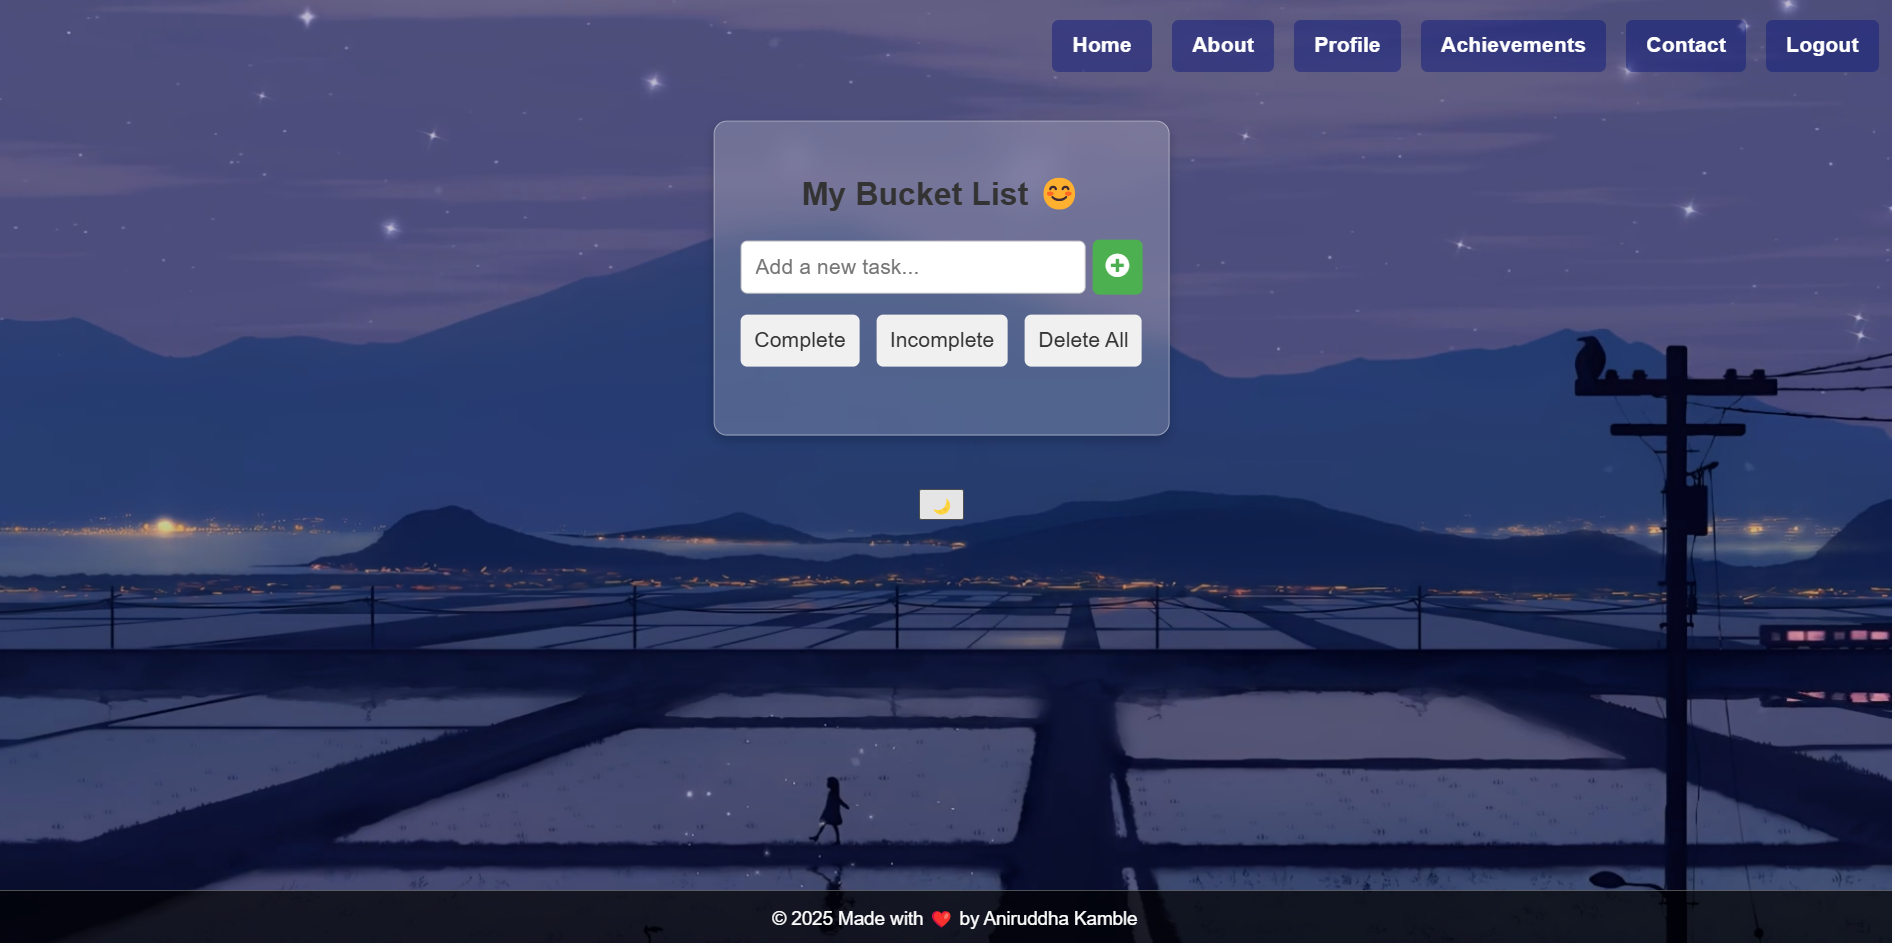 Home About Profile Achievements Contact Logout
My Bucket List 😊
Add a new task...
Complete Incomplete Delete All
🌙
© 2025 Made with ❤️ by Aniruddha Kamble